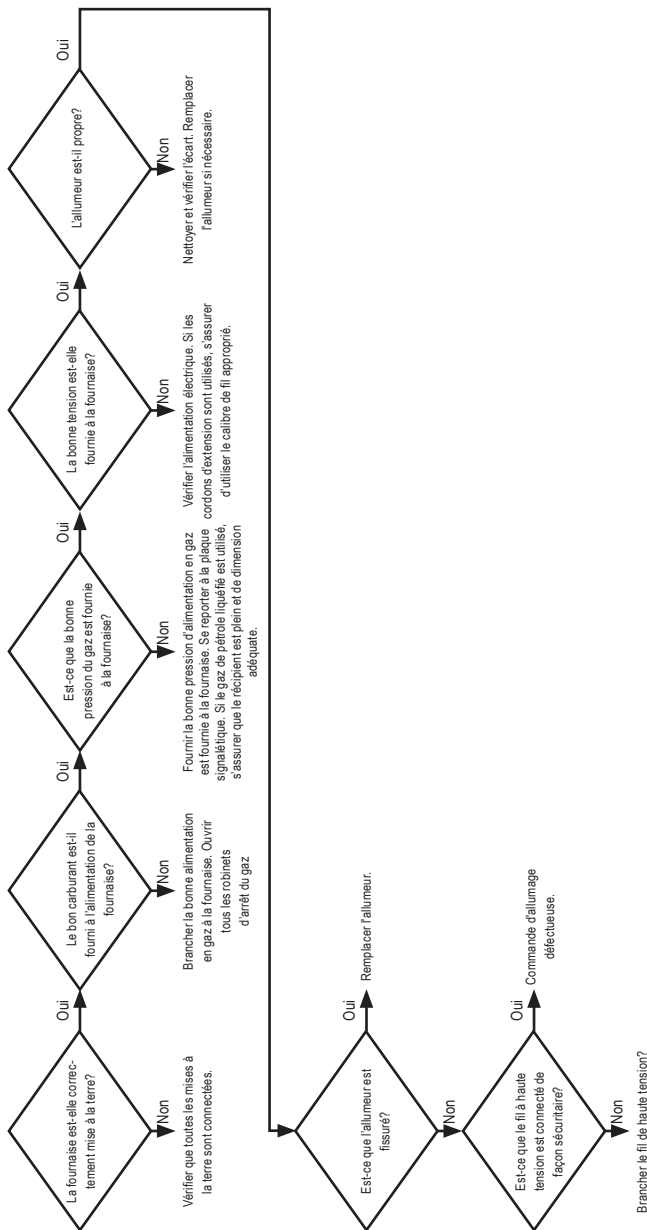 La fournaise est-elle correc-
tement mise à la terre?
Oui
Non
Vérifier que toutes les mises à
la terre sont connectées.
Le bon carburant est-il
fourni à l'alimentation de la
fournaise?
Oui
Non
Brancher la bonne alimentation
en gaz à la fournaise. Ouvrir
tous les robinets
d'arrêt du gaz
Est-ce que la bonne
pression du gaz est fournie
à la fournaise?
Oui
Non
Fournir la bonne pression d'alimentation en gaz
est fournie à la fournaise. Se reporter à la plaque
signalétique. Si le gaz de pétrole liquéfié est utilisé,
s'assurer que le récipient est plein et de dimension
adéquate.
La bonne tension est-elle
fournie à la fournaise?
Oui
Non
Vérifier l'alimentation électrique. Si les
cordons d'extension sont utilisés, s'assurer
d'utiliser le calibre de fil approprié.
L'allumeur est-il propre?
Oui
Non
Nettoyer et vérifier l'écart. Remplacer
l'allumeur si nécessaire.
Est-ce que l'allumeur est
fissuré?
Oui
Remplacer l'allumeur.
Non
Est-ce que le fil à haute
tension est connecté de
façon sécuritaire?
Oui
Commande d'allumage
défectueuse.
Non
Brancher le fil de haute tension?